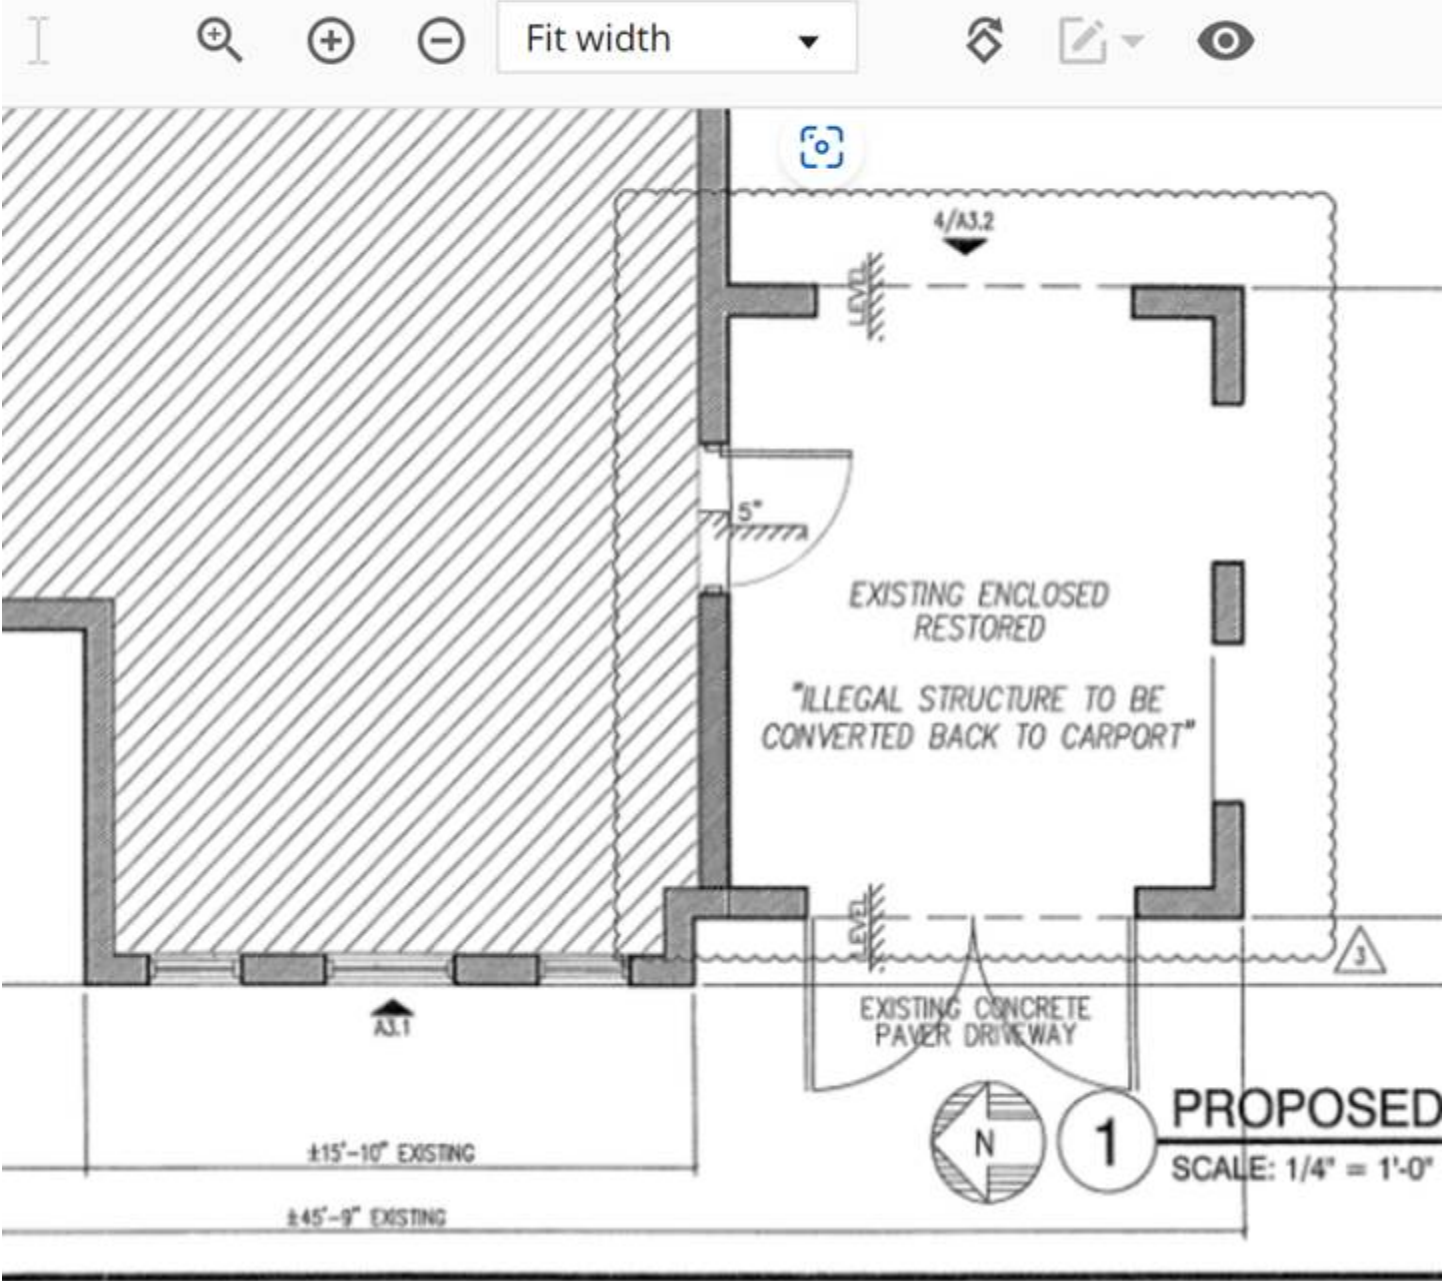 Fit width
4/A3.2
LEVEL
5"
EXISTING ENCLOSED
RESTORED
"ILLEGAL STRUCTURE TO BE
CONVERTED BACK TO CARPORT"
LEVEL
3
EXISTING CONCRETE
PAVER DRIVEWAY
A3.1
N
1
PROPOSED
SCALE: 1/4" = 1'-0"
±15'-10" EXISTING
±45'-9" EXISTING